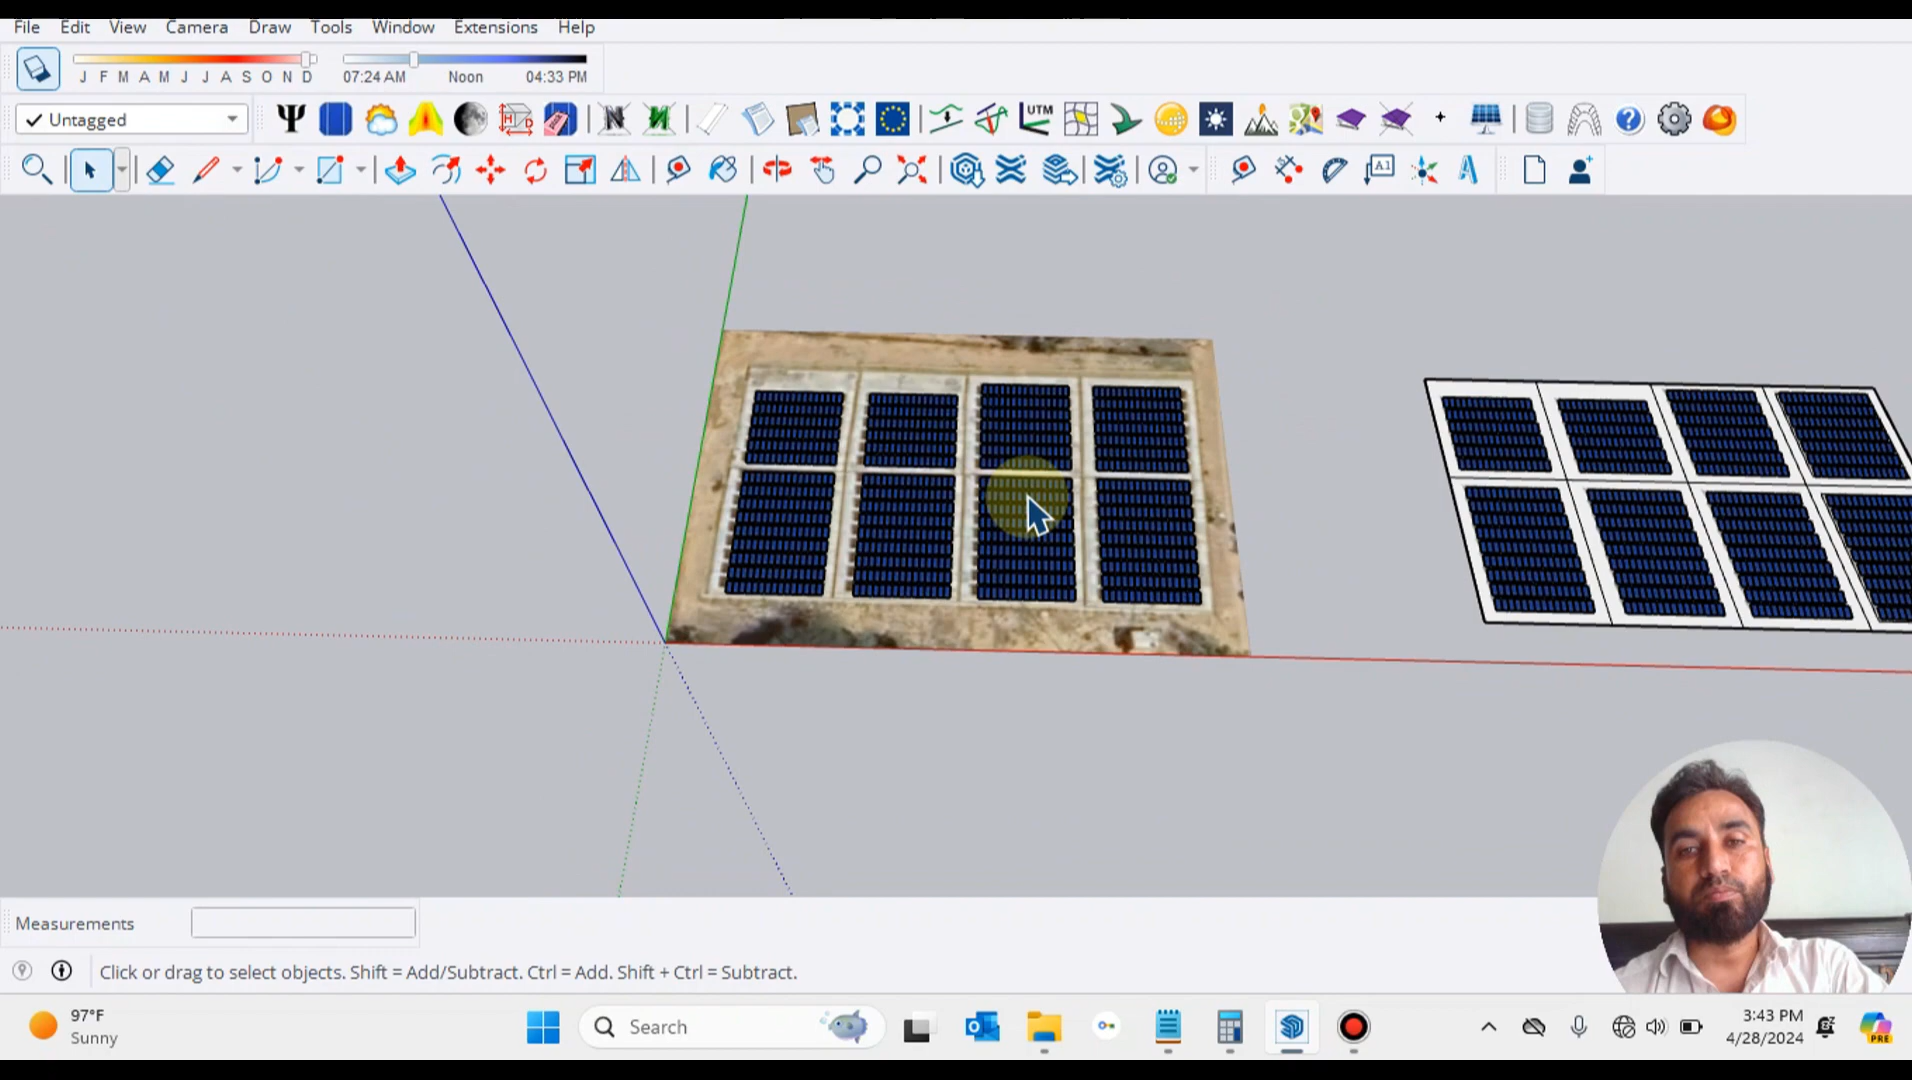 File Edit View Camera Draw Tools Window Extensions Help
J F M A M J J A S O N D 07:24 AM Noon 04:33 PM
Untagged
UTM
A1
Measurements
Click or drag to select objects. Shift = Add/Subtract. Ctrl = Add. Shift + Ctrl = Subtract.
97°F
Sunny
Search
3:43 PM
4/28/2024
PRE